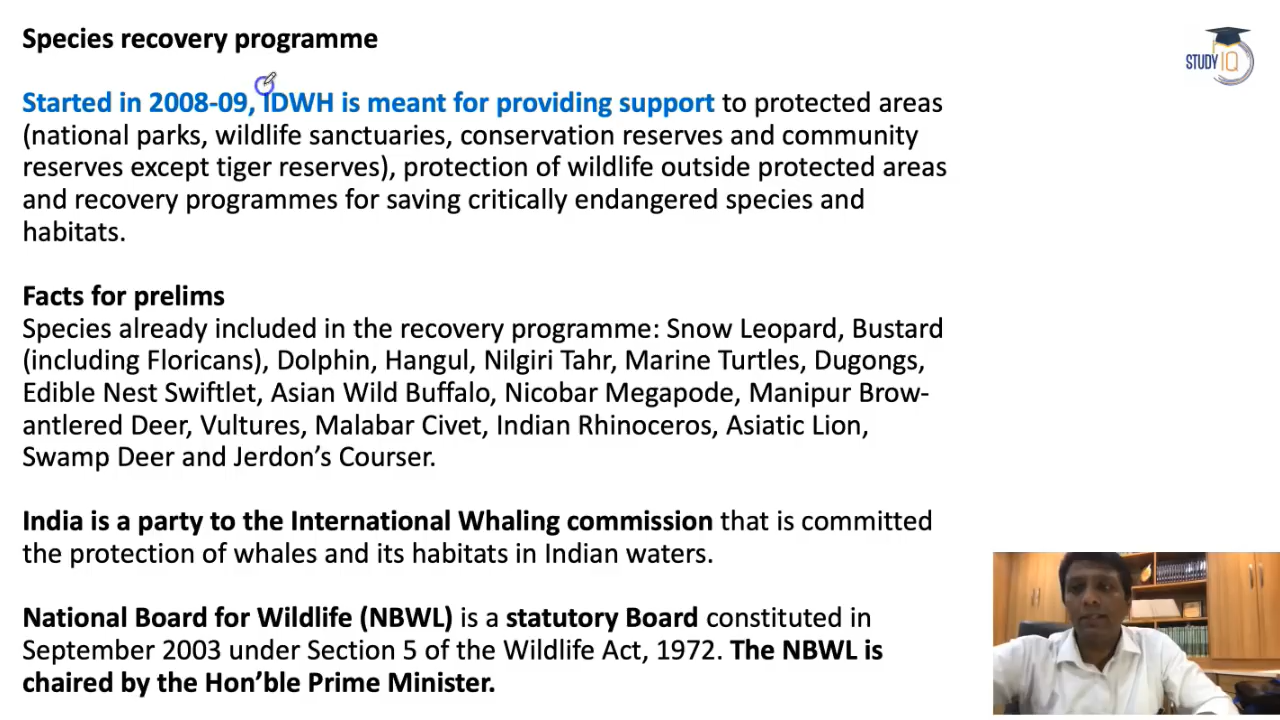 Species recovery programme
STUDY IQ
Started in 2008-09, IDWH is meant for providing support to protected areas
(national parks, wildlife sanctuaries, conservation reserves and community
reserves except tiger reserves), protection of wildlife outside protected areas
and recovery programmes for saving critically endangered species and
habitats.
Facts for prelims
Species already included in the recovery programme: Snow Leopard, Bustard
(including Floricans), Dolphin, Hangul, Nilgiri Tahr, Marine Turtles, Dugongs,
Edible Nest Swiftlet, Asian Wild Buffalo, Nicobar Megapode, Manipur Brow-
antlered Deer, Vultures, Malabar Civet, Indian Rhinoceros, Asiatic Lion,
Swamp Deer and Jerdon’s Courser.
India is a party to the International Whaling commission that is committed
the protection of whales and its habitats in Indian waters.
National Board for Wildlife (NBWL) is a statutory Board constituted in
September 2003 under Section 5 of the Wildlife Act, 1972. The NBWL is
chaired by the Hon’ble Prime Minister.